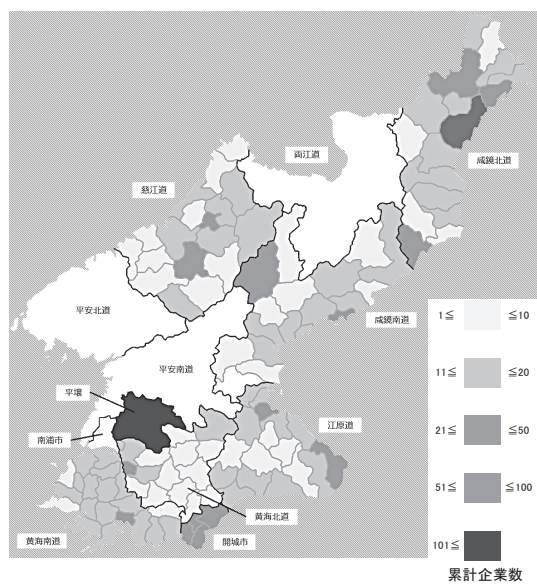 両江道
咸鏡北道
慈江道
平安北道
咸鏡南道
平安南道
平壌
江原道
南浦市
黄海北道
黄海南道
開城市
1≦ ≦10
11≦ ≦20
21≦ ≦50
51≦ ≦100
101≦
累計企業数